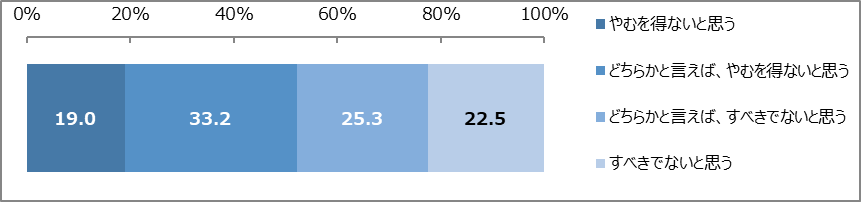 0% 20% 40% 60% 80% 100%
19.0 33.2 25.3 22.5
やむを得ないと思う
どちらかと言えば、やむを得ないと思う
どちらかと言えば、すべきでないと思う
すべきでないと思う